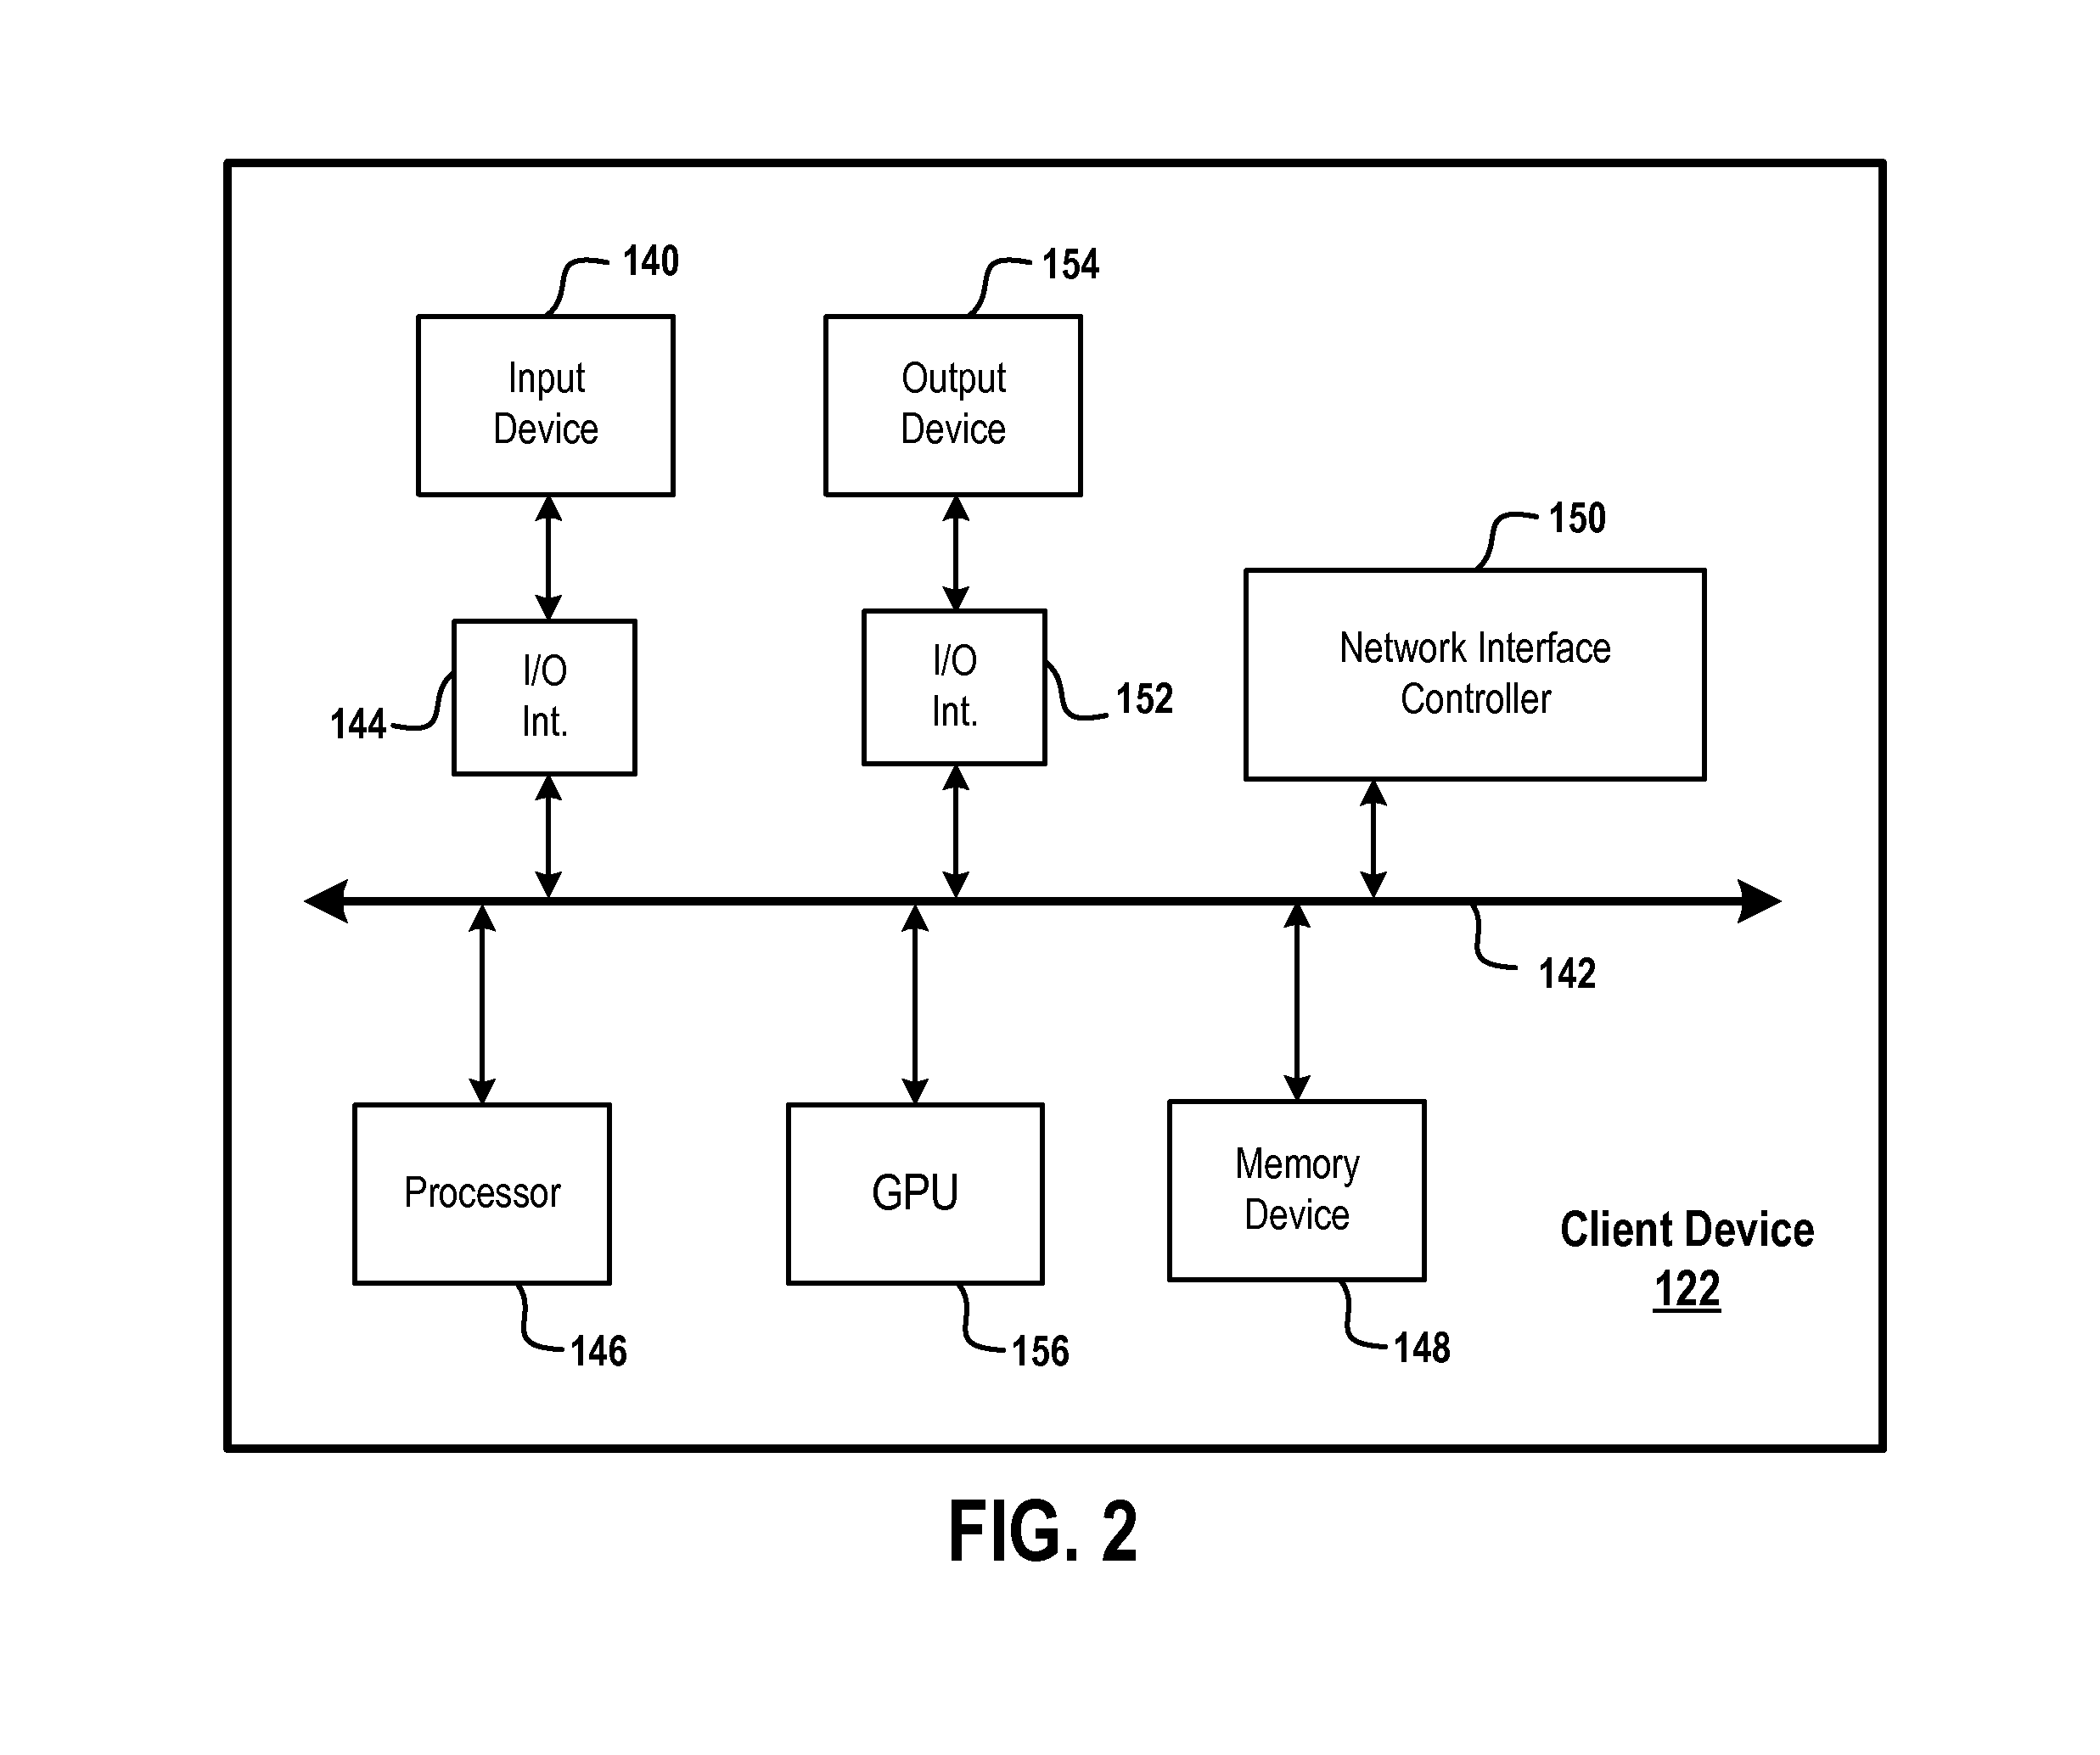 140
154
Input
Device
Output
Device
150
I/O
Int.
144
I/O
Int.
152
Network Interface
Controller
142
Processor
GPU
Memory
Device
Client Device
122
146
156
148
FIG. 2